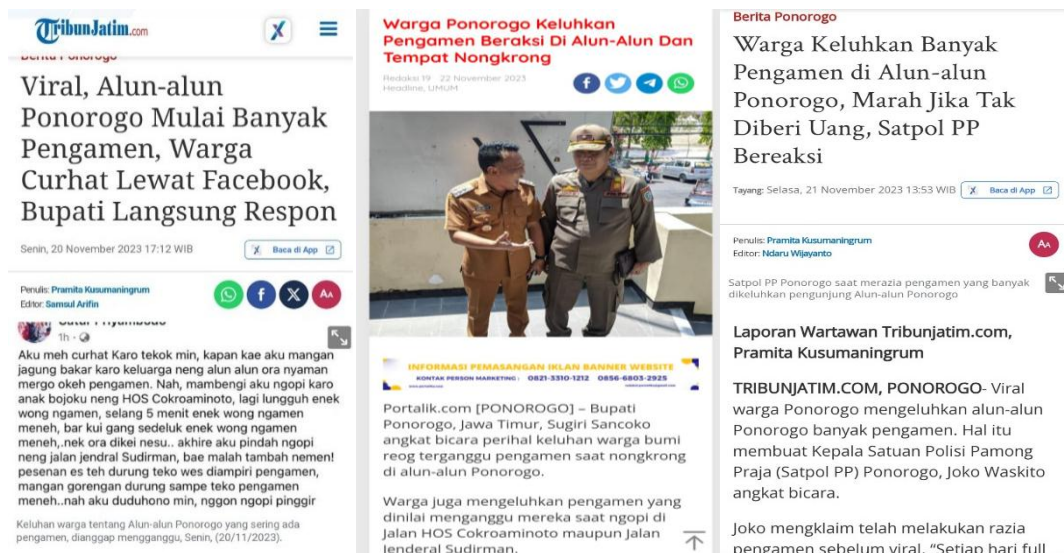 TribunJatim.com
Berita Ponorogo
Viral, Alun-alun
Ponorogo Mulai Banyak
Pengamen, Warga
Curhat Lewat Facebook,
Bupati Langsung Respon
Senin, 20 November 2023 17:12 WIB
Baca di App
Penulis: Pramita Kusumaningrum
Editor: Samsul Arifin
AA
1h
Aku meh curhat Karo tekok min, kapan kae aku mangan
jagung bakar karo keluarga neng alun alun ora nyaman
mergo okeh pengamen. Nah, mambengi aku ngopi karo
anak bojoku neng HOS Cokroaminoto, lagi lungguh enek
wong ngamen, selang 5 menit enek wong ngamen
meneh, bar kui gang sedeluk enek wong ngamen
meneh,.nek ora dikei nesu.. akhire aku pindah ngopi
neng jalan jendral Sudirman, bae malah tambah nemen!
pesenan es teh durung teko wes diampiri pengamen,
mangan gorengan durung sampe teko pengamen
meneh..nah aku duduhono min, nggon ngopi pinggir
Keluhan warga tentang Alun-alun Ponorogo yang sering ada
pengamen, dianggap mengganggu, Senin, (20/11/2023).
Warga Ponorogo Keluhkan
Pengamen Beraksi Di Alun-Alun Dan
Tempat Nongkrong
Redaksi 19 22 November 2023
Headline, UMUM
INFORMASI PEMASANGAN IKLAN BANNER WEBSITE
KONTAK PERSON MARKETING : 0821-3310-1212 0856-6803-2925
Portalik.com [PONOROGO] – Bupati
Ponorogo, Jawa Timur, Sugiri Sancoko
angkat bicara perihal keluhan warga bumi
reog terganggu pengamen saat nongkrong
di alun-alun Ponorogo.
Warga juga mengeluhkan pengamen yang
dinilai menganggu mereka saat ngopi di
Jalan HOS Cokroaminoto maupun Jalan
Jenderal Sudirman.
Berita Ponorogo
Warga Keluhkan Banyak
Pengamen di Alun-alun
Ponorogo, Marah Jika Tak
Diberi Uang, Satpol PP
Bereaksi
Tayang: Selasa, 21 November 2023 13:53 WIB
Baca di App
Penulis: Pramita Kusumaningrum
Editor: Ndaru Wijayanto
AA
Satpol PP Ponorogo saat merazia pengamen yang banyak
dikeluhkan pengunjung Alun-alun Ponorogo
Laporan Wartawan Tribunjatim.com,
Pramita Kusumaningrum
TRIBUNJATIM.COM, PONOROGO- Viral
warga Ponorogo mengeluhkan alun-alun
Ponorogo banyak pengamen. Hal itu
membuat Kepala Satuan Polisi Pamong
Praja (Satpol PP) Ponorogo, Joko Waskito
angkat bicara.
Joko mengklaim telah melakukan razia
pengamen sebelum viral. "Setiap hari full